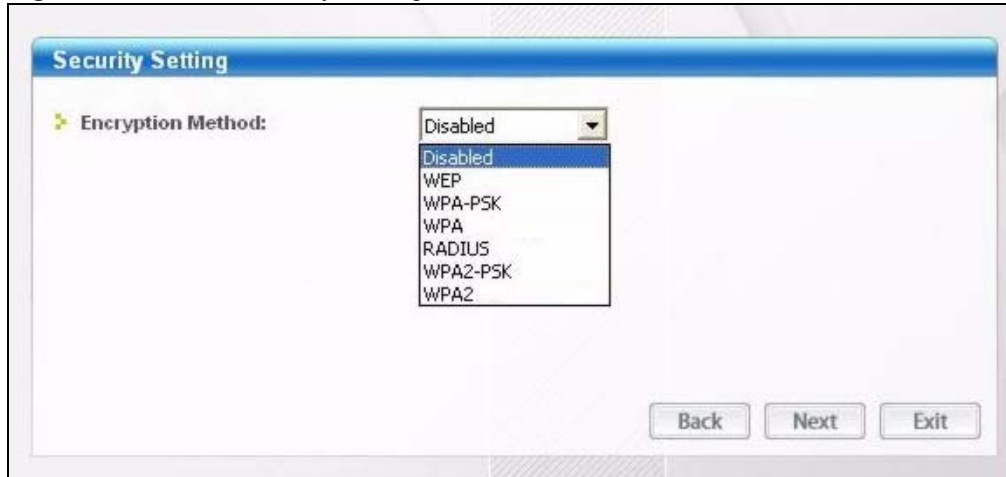 Security Setting
Encryption Method:
Disabled
Disabled
WEP
WPA-PSK
WPA
RADIUS
WPA2-PSK
WPA2
Back Next Exit